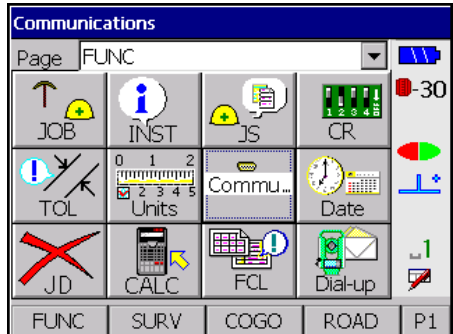 Communications
Page FUNC
-30
JOB INST JS CR
1 2 3 4 OFF
0 1 2
2 3 4 5
TOL Units Commu... Date
1
JD CALC FCL Dial-up
FUNC SURV COGO ROAD P1